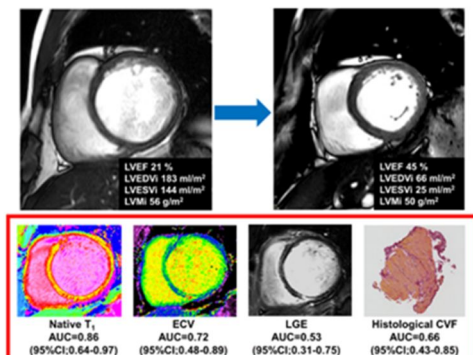 LVEF 21 %
LVEDVi 183 ml/m²
LVESVi 144 ml/m²
LVMi 56 g/m²
LVEF 45 %
LVEDVi 66 ml/m²
LVESVi 25 ml/m²
LVMi 50 g/m²
Native T₁
AUC=0.86
(95%CI;0.64-0.97)
ECV
AUC=0.72
(95%CI;0.48-0.89)
LGE
AUC=0.53
(95%CI;0.31-0.75)
Histological CVF
AUC=0.66
(95%CI;0.43-0.85)